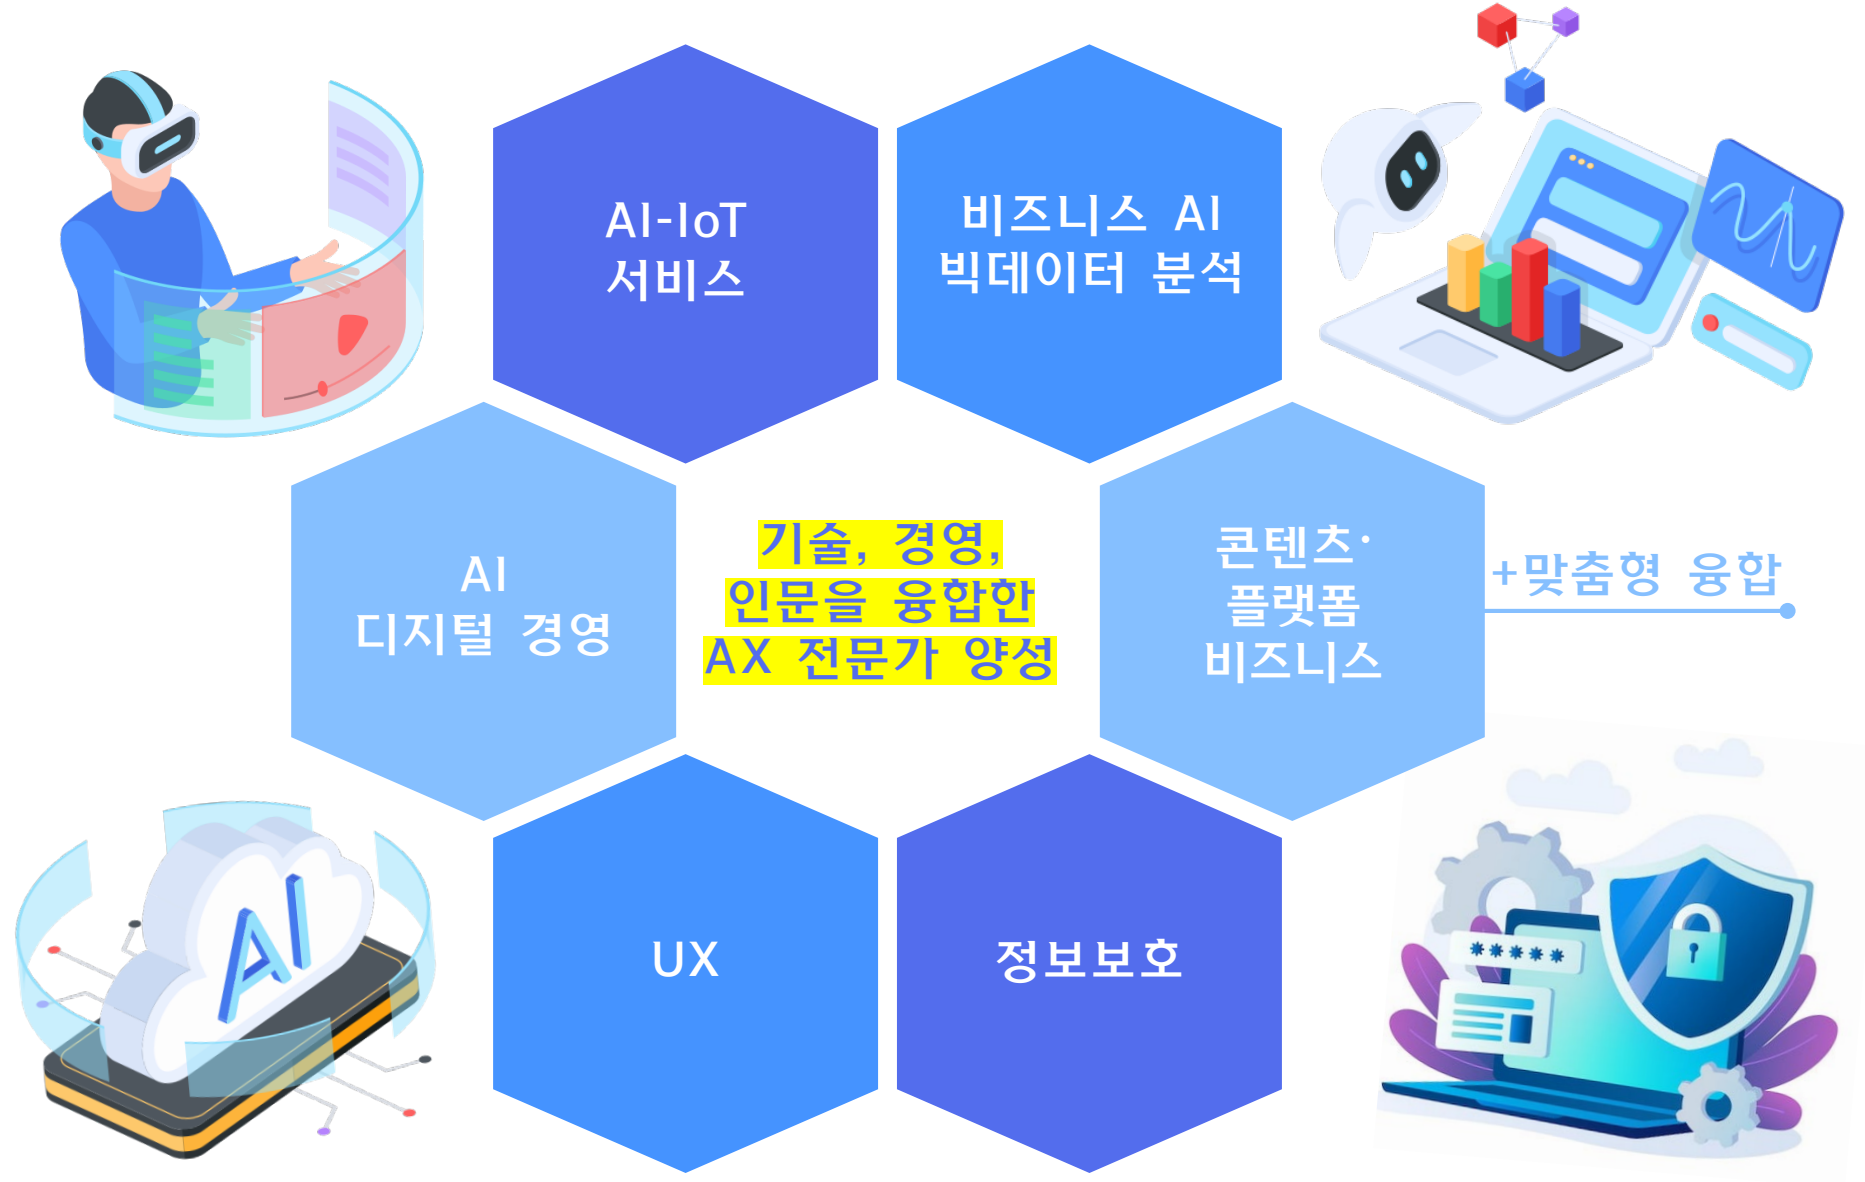 AI-IoT
서비스
비즈니스 AI
빅데이터 분석
AI
디지털 경영
기술, 경영,
인문을 융합한
AX 전문가 양성
콘텐츠·
플랫폼
비즈니스
+맞춤형 융합
UX
정보보호
AI
*****